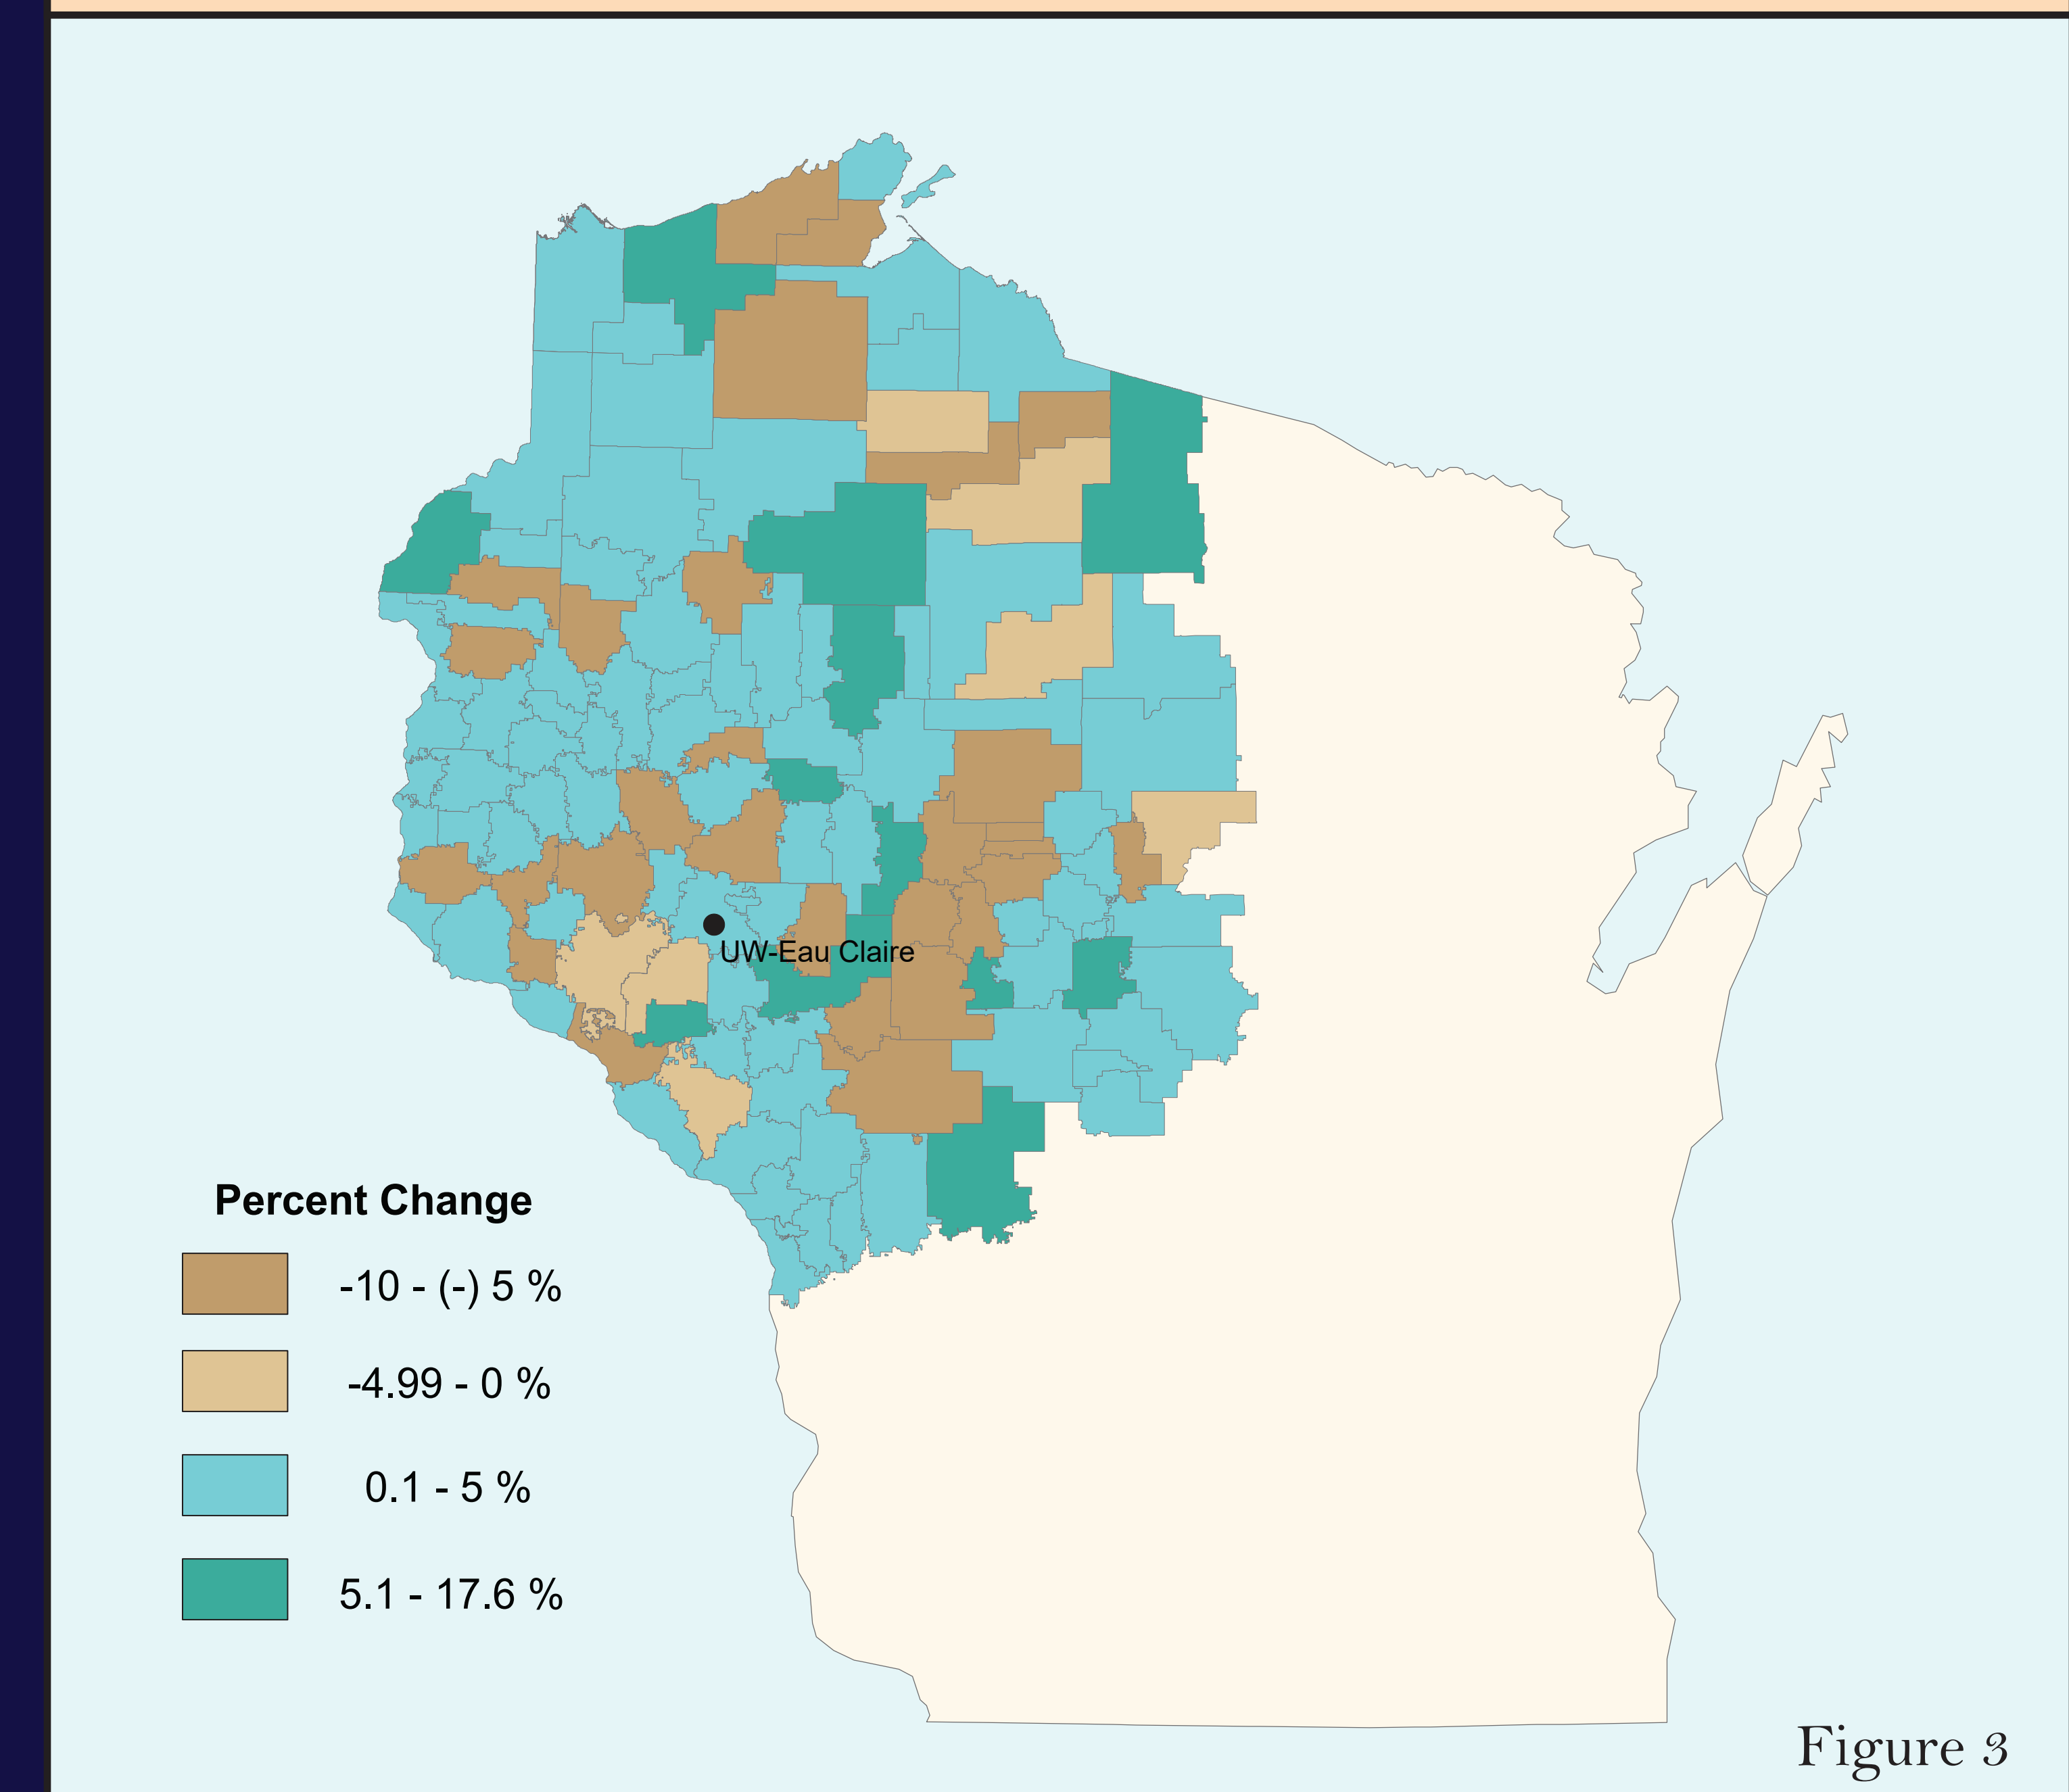 UW-Eau Claire
Percent Change
-10 - (-) 5 %
-4.99 - 0 %
0.1 - 5 %
5.1 - 17.6 %
Figure 3